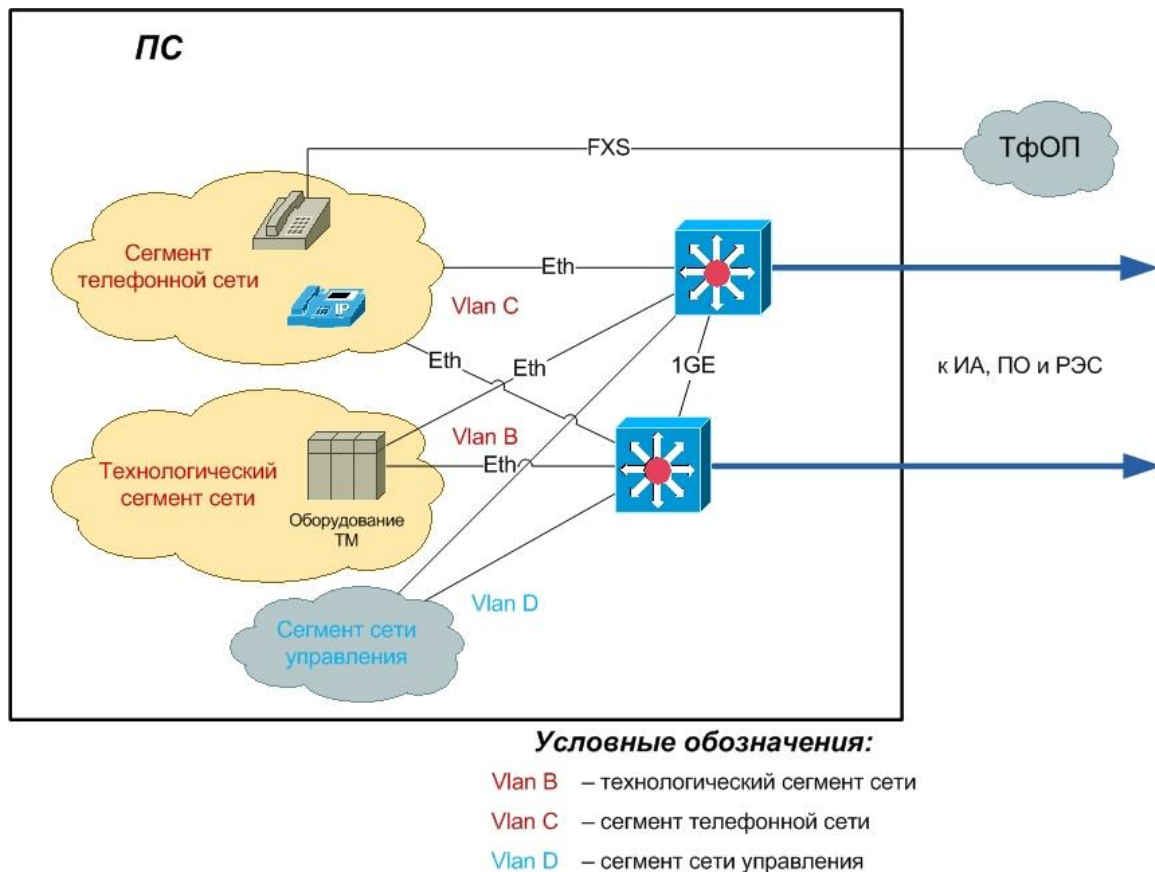 ПС
FXS
ТфОП
Сегмент
телефонной сети
IP
Eth
Vlan C
Eth
Eth
1GE
к ИА, ПО и РЭС
Vlan B
Eth
Технологический
сегмент сети
Оборудование
ТМ
Vlan D
Сегмент сети
управления
Условные обозначения:
Vlan B – технологический сегмент сети
Vlan C – сегмент телефонной сети
Vlan D – сегмент сети управления